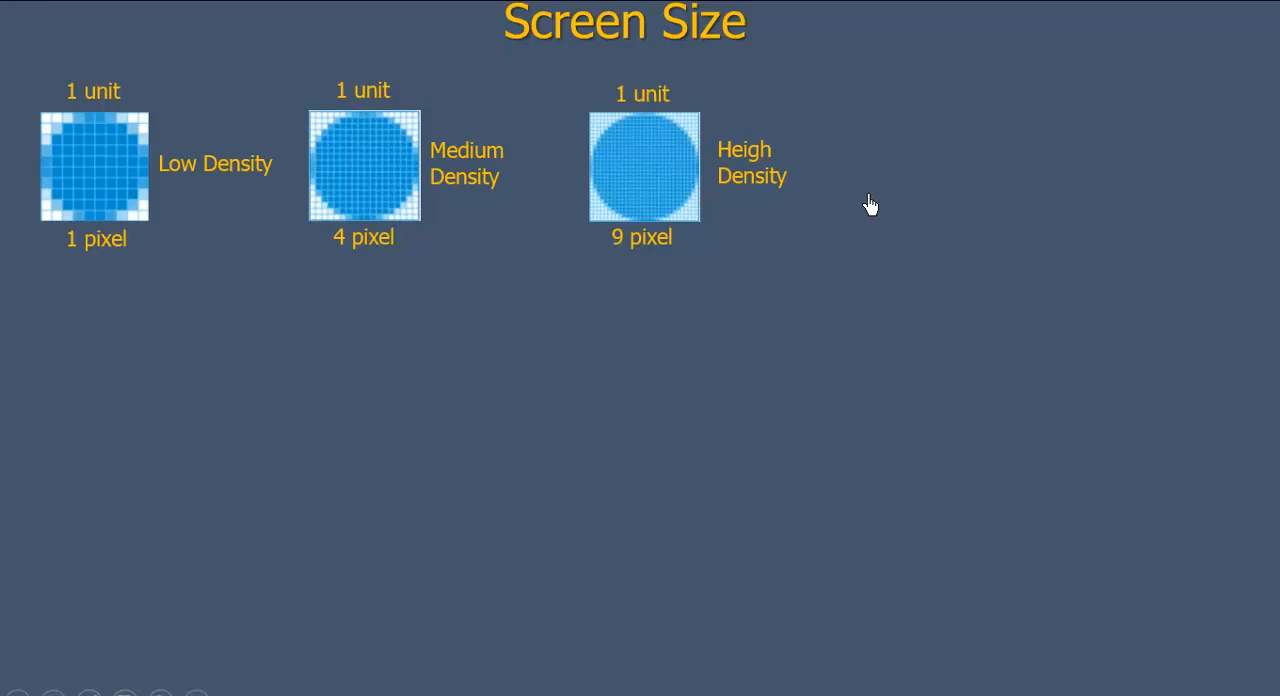 Screen Size
1 unit
1 unit
1 unit
Low Density
Medium
Density
Heigh
Density
1 pixel
4 pixel
9 pixel